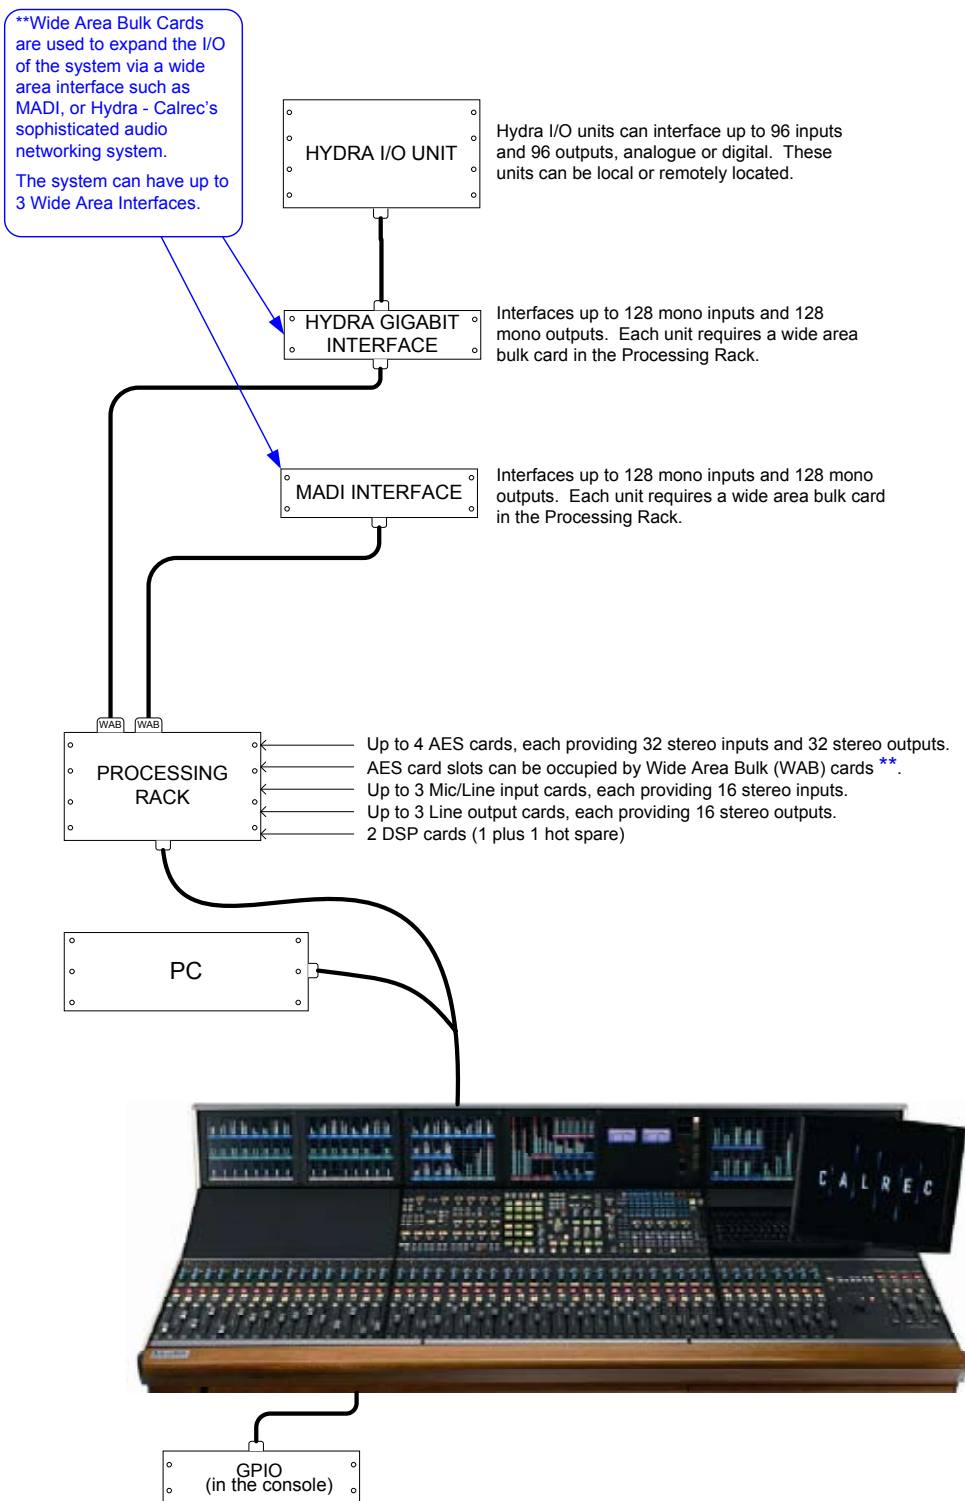 **Wide Area Bulk Cards
are used to expand the I/O
of the system via a wide
area interface such as
MADI, or Hydra - Calrec's
sophisticated audio
networking system.
The system can have up to
3 Wide Area Interfaces.
HYDRA I/O UNIT
Hydra I/O units can interface up to 96 inputs
and 96 outputs, analogue or digital. These
units can be local or remotely located.
HYDRA GIGABIT
INTERFACE
Interfaces up to 128 mono inputs and 128
mono outputs. Each unit requires a wide area
bulk card in the Processing Rack.
MADI INTERFACE
Interfaces up to 128 mono inputs and 128 mono
outputs. Each unit requires a wide area bulk card
in the Processing Rack.
WAB WAB
PROCESSING
RACK
Up to 4 AES cards, each providing 32 stereo inputs and 32 stereo outputs.
AES card slots can be occupied by Wide Area Bulk (WAB) cards **.
Up to 3 Mic/Line input cards, each providing 16 stereo inputs.
Up to 3 Line output cards, each providing 16 stereo outputs.
2 DSP cards (1 plus 1 hot spare)
PC
CALREC
GPIO
(in the console)